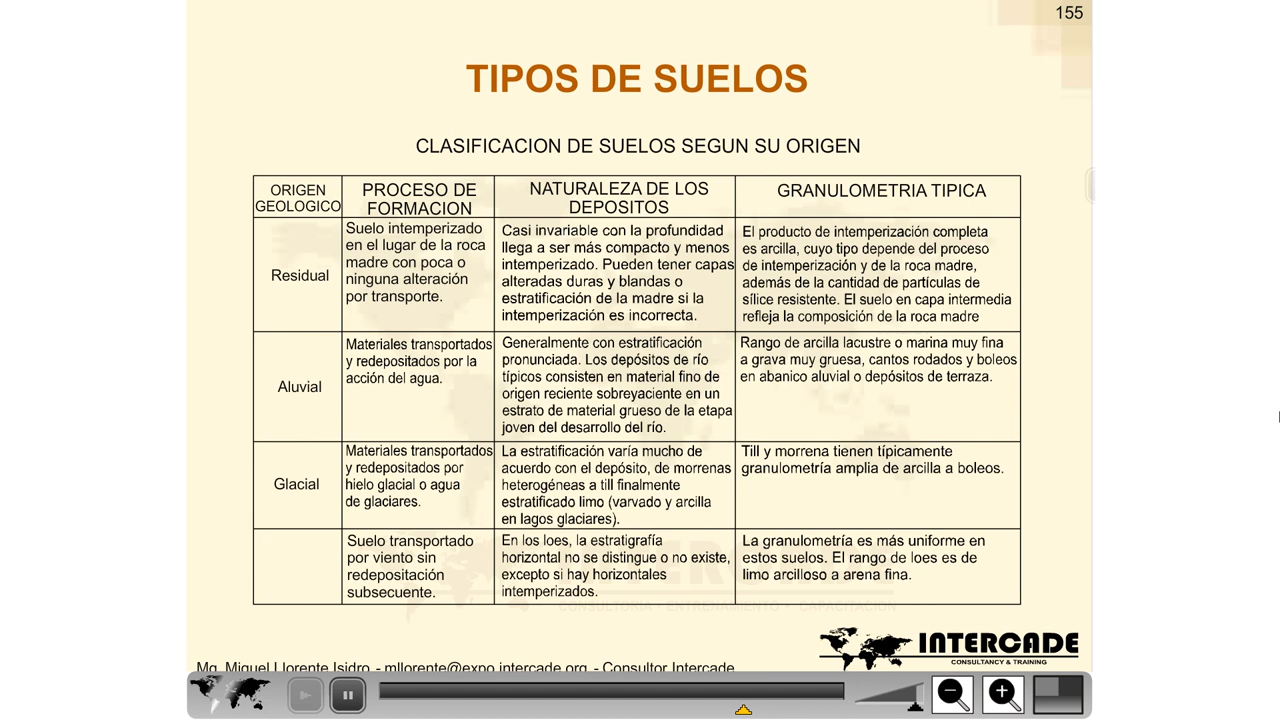 155
TIPOS DE SUELOS
CLASIFICACION DE SUELOS SEGUN SU ORIGEN
ORIGEN
GEOLOGICO
PROCESO DE
FORMACION
NATURALEZA DE LOS
DEPOSITOS
GRANULOMETRIA TIPICA
Residual
Suelo intemperizado
en el lugar de la roca
madre con poca o
ninguna alteración
por transporte.
Casi invariable con la profundidad
llega a ser más compacto y menos
intemperizado. Pueden tener capas
alteradas duras y blandas o
estratificación de la madre si la
intemperización es incorrecta.
El producto de intemperización completa
es arcilla, cuyo tipo depende del proceso
de intemperización y de la roca madre,
además de la cantidad de partículas de
sílice resistente. El suelo en capa intermedia
refleja la composición de la roca madre
Aluvial
Materiales transportados
y redepositados por la
acción del agua.
Generalmente con estratificación
pronunciada. Los depósitos de río
típicos consisten en material fino de
origen reciente sobreyaciente en un
estrato de material grueso de la etapa
joven del desarrollo del río.
Rango de arcilla lacustre o marina muy fina
a grava muy gruesa, cantos rodados y boleos
en abanico aluvial o depósitos de terraza.
Glacial
Materiales transportados
y redepositados por
hielo glacial o agua
de glaciares.
La estratificación varía mucho de
acuerdo con el depósito, de morrenas
heterogéneas a till finalmente
estratificado limo (varvado y arcilla
en lagos glaciares).
Till y morrena tienen típicamente
granulometría amplia de arcilla a boleos.
Suelo transportado
por viento sin
redepositación
subsecuente.
En los loes, la estratigrafía
horizontal no se distingue o no existe,
excepto si hay horizontales
intemperizados.
La granulometría es más uniforme en
estos suelos. El rango de loes es de
limo arcilloso a arena fina.
CONSULTORIA · ENTRENAMIENTO · CAPACITACION
INTERCADE
CONSULTANCY & TRAINING
Mg. Miguel Llorente Isidro - mllorente@expo.intercade.org - Consultor Intercade